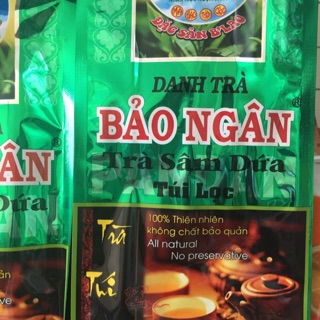 ĐẶC SẢN B'LAO
DANH TRÀ
BẢO NGÂN
®
Trà Sâm Dứa
Túi Lọc
Trà
Thí
100% Thiên nhiên
không chất bảo quản
All natural
No preservative
ÂN
Dứa